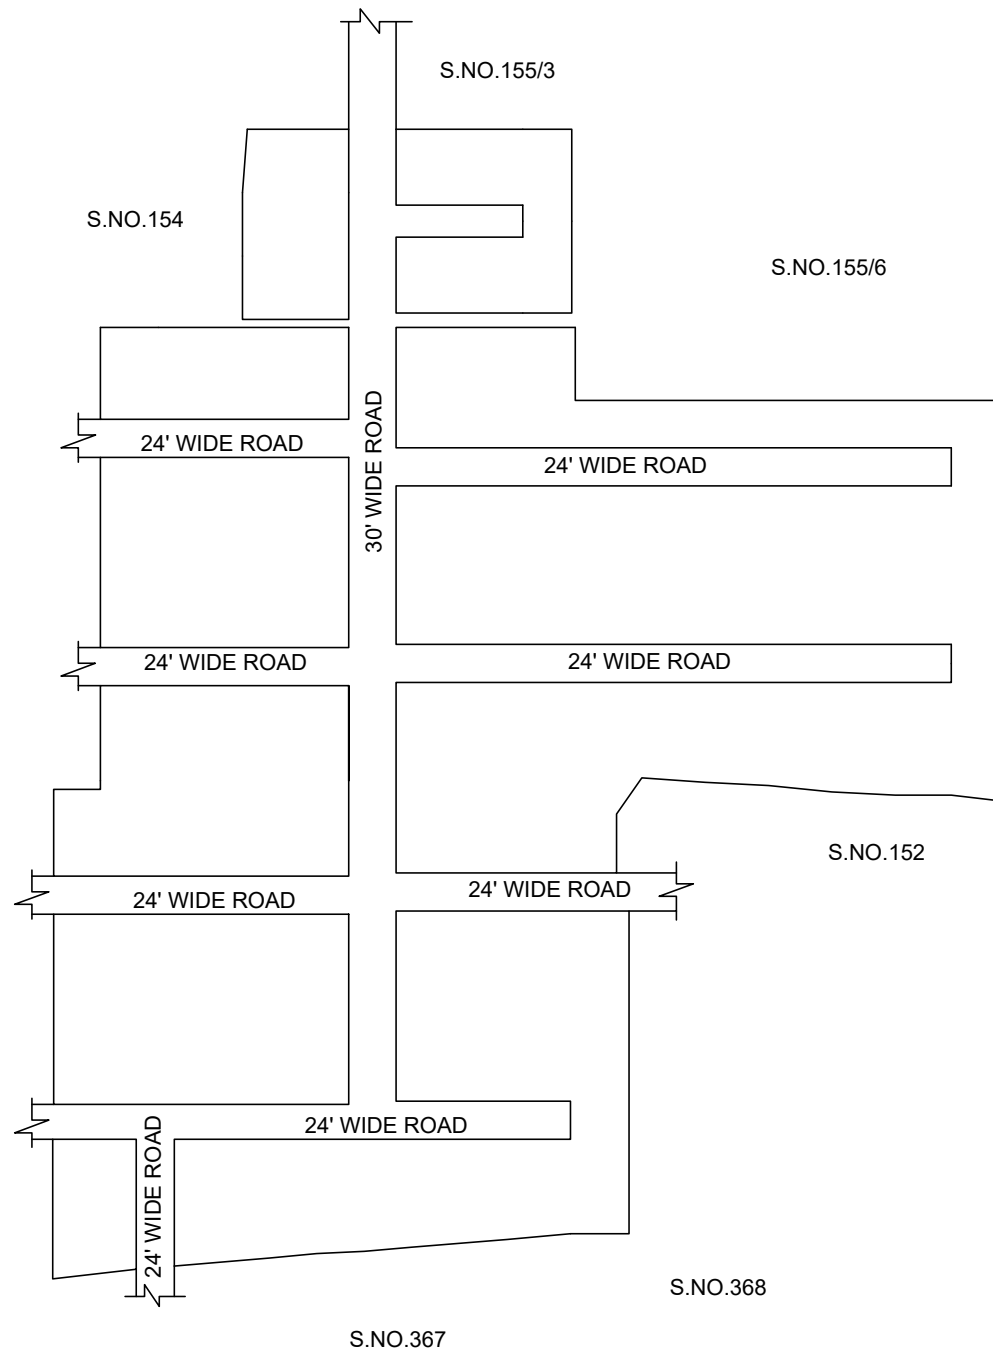 S.NO.155/3
S.NO.154
S.NO.155/6
24' WIDE ROAD
30' WIDE ROAD
24' WIDE ROAD
24' WIDE ROAD
24' WIDE ROAD
S.NO.152
24' WIDE ROAD
24' WIDE ROAD
24' WIDE ROAD
24' WIDE ROAD
S.NO.368
S.NO.367